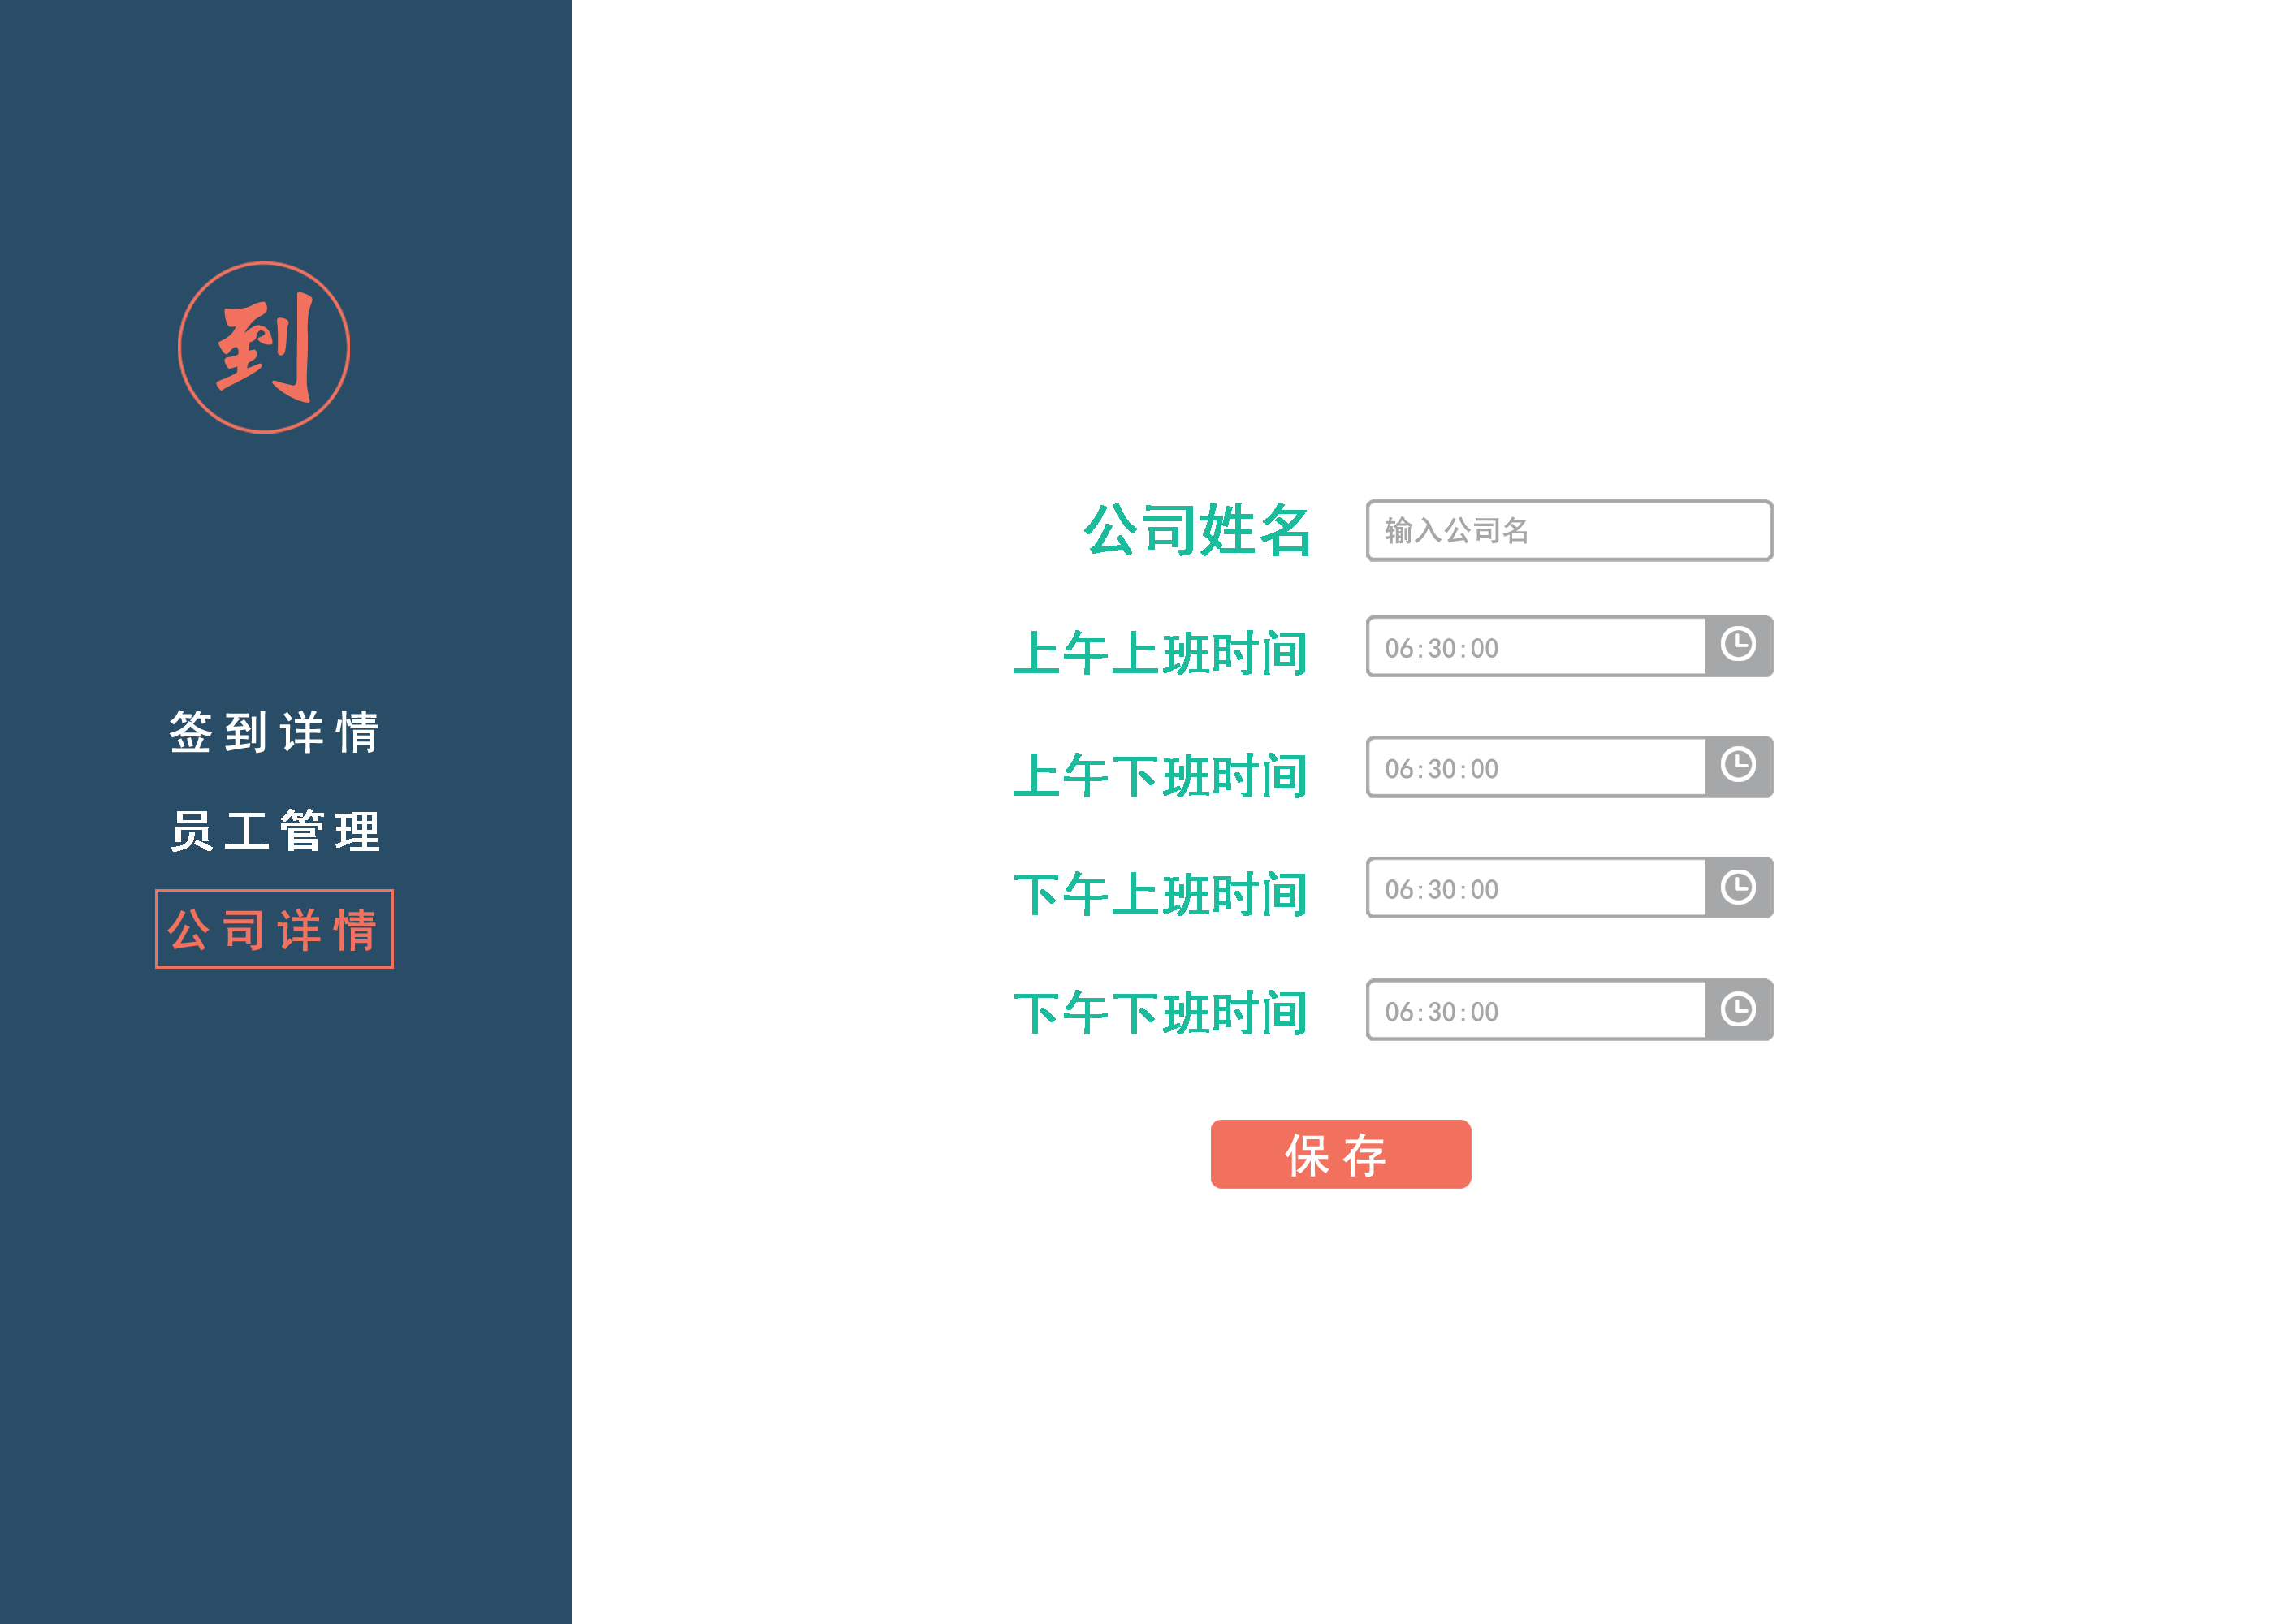 到
签到详情
员工管理
公司详情
公司姓名
输入公司名
上午上班时间
06:30:00
上午下班时间
06:30:00
下午上班时间
06:30:00
下午下班时间
06:30:00
保存